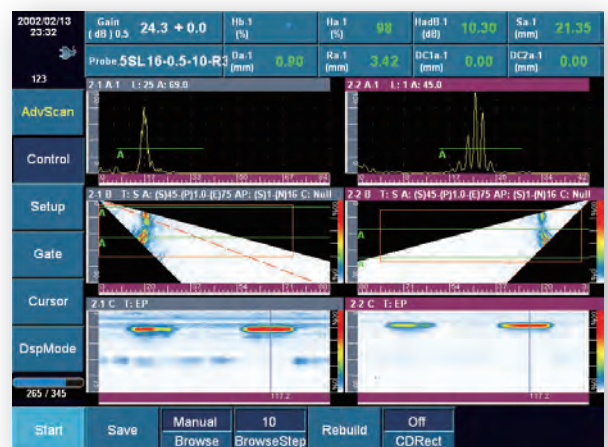 2002/02/13
23:32
123
Gain (dB) 0.5 24.3 + 0.0
Hb.1 (%)
Ha.1 (%) 98
HadB.1 (dB) 10.30
Sa.1 (mm) 21.35
Probe 5SL16-0.5-10-R3
Da.1 (mm) 0.90
Ra.1 (mm) 3.42
DC1a.1 (mm) 0.00
DC2a.1 (mm) 0.00
AdvScan
Control
Setup
Gate
Cursor
DspMode
265 / 345
2.1 A 1 L: 25 A: 69.0
A
2.2 A 1 L: 1 A: 45.0
A
2.1 B T: S A: (S)45-(P)1.0-(E)75 AP: (S)1-(N)16 C: Null
A
A
2.2 B T: S A: (S)45-(P)1.0-(E)75 AP: (S)1-(N)16 C: Null
A
A
2.1 C T: EP
117.2
2.2 C T: EP
117.2
Start
Save
Manual
Browse
10
BrowseStep
Rebuild
Off
CDRect